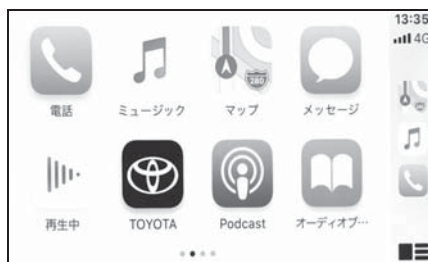 13:35
4G
電話
ミュージック
マップ
メッセージ
280
再生中
TOYOTA
Podcast
オーディオブ…